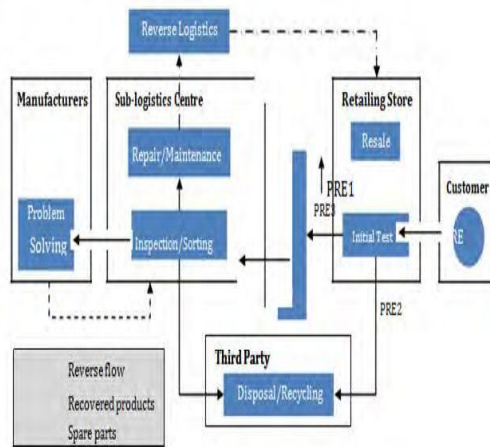 Reverse Logistics
Manufacturers
Sub-logistics Centre
Retailing Store
Resale
Repair/Maintenance
PRE1
PRE3
Customer
Problem
Solving
Inspection/Sorting
Initial Test
RE
PRE2
Third Party
Disposal/Recycling
Reverse flow
Recovered products
Spare parts